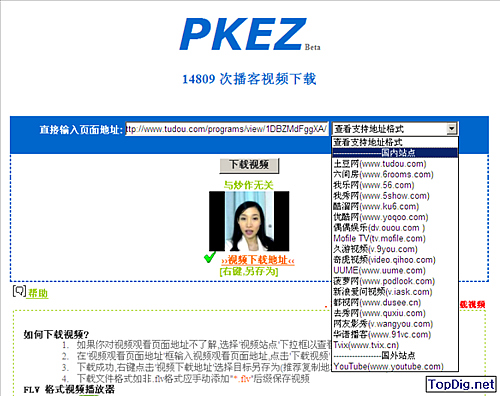 PKEZ Beta
14809 次播客视频下载
直接输入页面地址: ttp://www.tudou.com/programs/view/1DBZMdFggXA/ 查看支持地址格式
查看支持地址格式
----------------国内站点
土豆网(www.tudou.com)
六间房(www.6rooms.com)
我乐网(www.56.com)
我秀网(www.5show.com)
酷溜网(www.ku6.com)
优酷网(www.yoqoo.com)
偶偶娱乐(dv.ouou.com )
Mofile TV(tv.mofile.com)
久游视频(v.9you.com)
奇虎视频(video.qihoo.com)
UUME(www.uume.com)
菠萝网(www.podlook.com)
新浪爱问视频(v.iask.com)
都视网(www.dusee.cn)
去秀网(www.quxiu.com)
网友影秀(v.wangyou.com)
华语播客(www.91vc.com)
Tvix(www.tvix.cn)
----------------国外站点
YouTube(www.youtube.com)
下载视频
与炒作无关
››视频下载地址‹‹
[右键,另存为]
帮助
载视频
如何下载视频?
1. 如果你对视频观看页面地址不了解,选择'视频站点'下拉框以查看
2. 在'视频观看页面地址'框输入视频观看页面地址,点击'下载视频'
3. 下载成功,右键点击'视频下载地址'选择目标另存为(推荐复制地
4. 下载文件格式如非.flv格式应手动添加"*.flv"后缀保存视频
FLV 格式视频播放器
TopDig.net